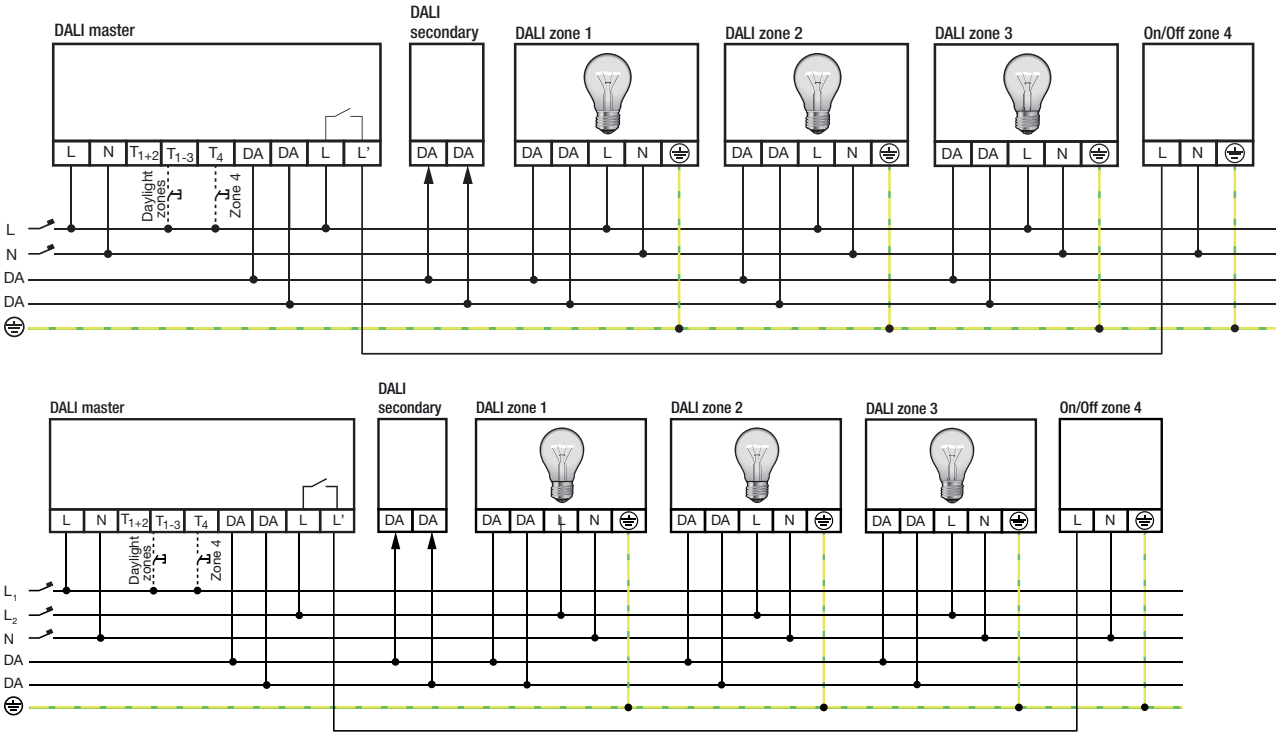 DALI
DALI master secondary DALI zone 1 DALI zone 2 DALI zone 3 On/Off zone 4
L N T1+2 T1-3 T4 DA DA L L' DA DA DA DA L N DA DA L N DA DA L N L N
Daylight
zones
Zone 4
L
N
DA
DA
DALI
DALI master secondary DALI zone 1 DALI zone 2 DALI zone 3 On/Off zone 4
L N T1+2 T1-3 T4 DA DA L L' DA DA DA DA L N DA DA L N DA DA L N L N
Daylight
zones
Zone 4
L1
L2
N
DA
DA